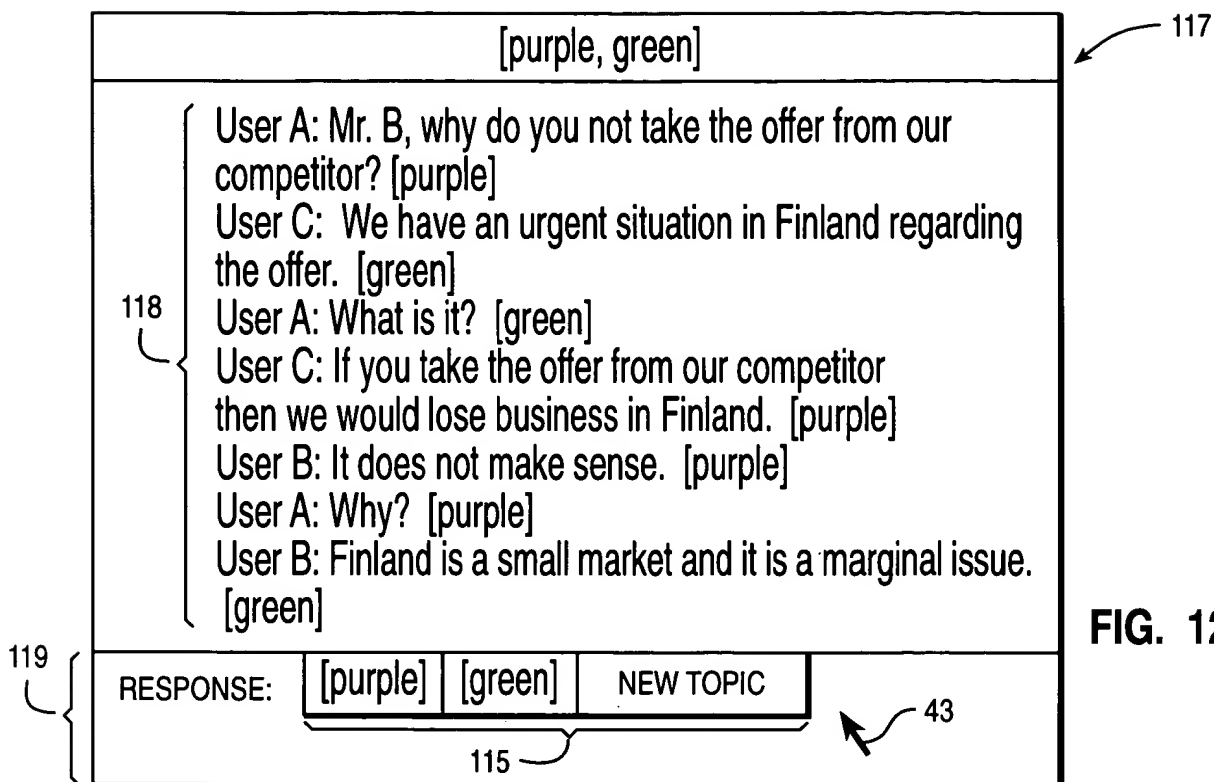 [purple, green]
117
User A: Mr. B, why do you not take the offer from our
competitor? [purple]
User C: We have an urgent situation in Finland regarding
the offer. [green]
118
User A: What is it? [green]
User C: If you take the offer from our competitor
then we would lose business in Finland. [purple]
User B: It does not make sense. [purple]
User A: Why? [purple]
User B: Finland is a small market and it is a marginal issue.
[green]
FIG. 12
119
RESPONSE: [purple] [green] NEW TOPIC
43
115